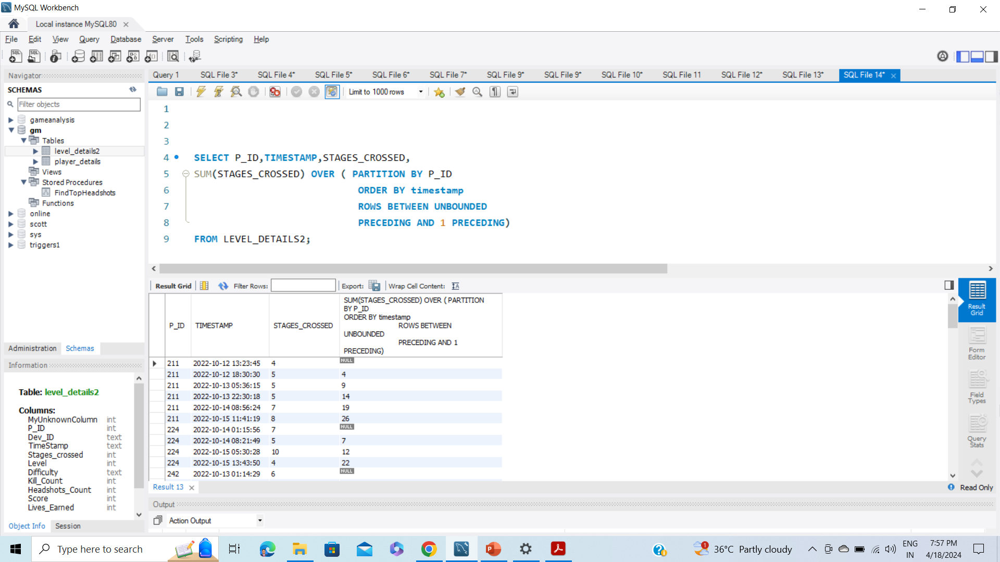 MySQL Workbench
Local instance MySQL80
File Edit View Query Database Server Tools Scripting Help
Navigator
SCHEMAS
Filter objects
gameanalysis
gm
Tables
level_details2
player_details
Views
Stored Procedures
FindTopHeadshots
Functions
online
scott
sys
triggers1
Administration Schemas
Information
Table: level_details2
Columns:
MyUnknownColumn int
P_ID int
Dev_ID text
TimeStamp text
Stages_crossed int
Level int
Difficulty text
Kill_Count int
Headshots_Count int
Score int
Lives_Earned int
Object Info Session
Query 1 SQL File 3* SQL File 4* SQL File 5* SQL File 6* SQL File 7* SQL File 9* SQL File 9* SQL File 10* SQL File 11 SQL File 12* SQL File 13* SQL File 14*
Limit to 1000 rows
1
2
3
4 SELECT P_ID,TIMESTAMP,STAGES_CROSSED,
5 SUM(STAGES_CROSSED) OVER ( PARTITION BY P_ID
6 ORDER BY timestamp
7 ROWS BETWEEN UNBOUNDED
8 PRECEDING AND 1 PRECEDING)
9 FROM LEVEL_DETAILS2;
Result Grid Filter Rows: Export: Wrap Cell Content:
P_ID TIMESTAMP STAGES_CROSSED SUM(STAGES_CROSSED) OVER ( PARTITION
BY P_ID
ORDER BY timestamp
ROWS BETWEEN
UNBOUNDED
PRECEDING AND 1
PRECEDING)
211 2022-10-12 13:23:45 4 NULL
211 2022-10-12 18:30:30 5 4
211 2022-10-13 05:36:15 5 9
211 2022-10-13 22:30:18 5 14
211 2022-10-14 08:56:24 7 19
211 2022-10-15 11:41:19 8 26
224 2022-10-14 01:15:56 7 NULL
224 2022-10-14 08:21:49 5 7
224 2022-10-15 05:30:28 10 12
224 2022-10-15 13:43:50 4 22
242 2022-10-13 01:14:29 6 NULL
Result
Grid
Form
Editor
Field
Types
Query
Stats
Result 13
Read Only
Output
Action Output
Type here to search
1
36°C Partly cloudy
ENG
IN
7:57 PM
4/18/2024